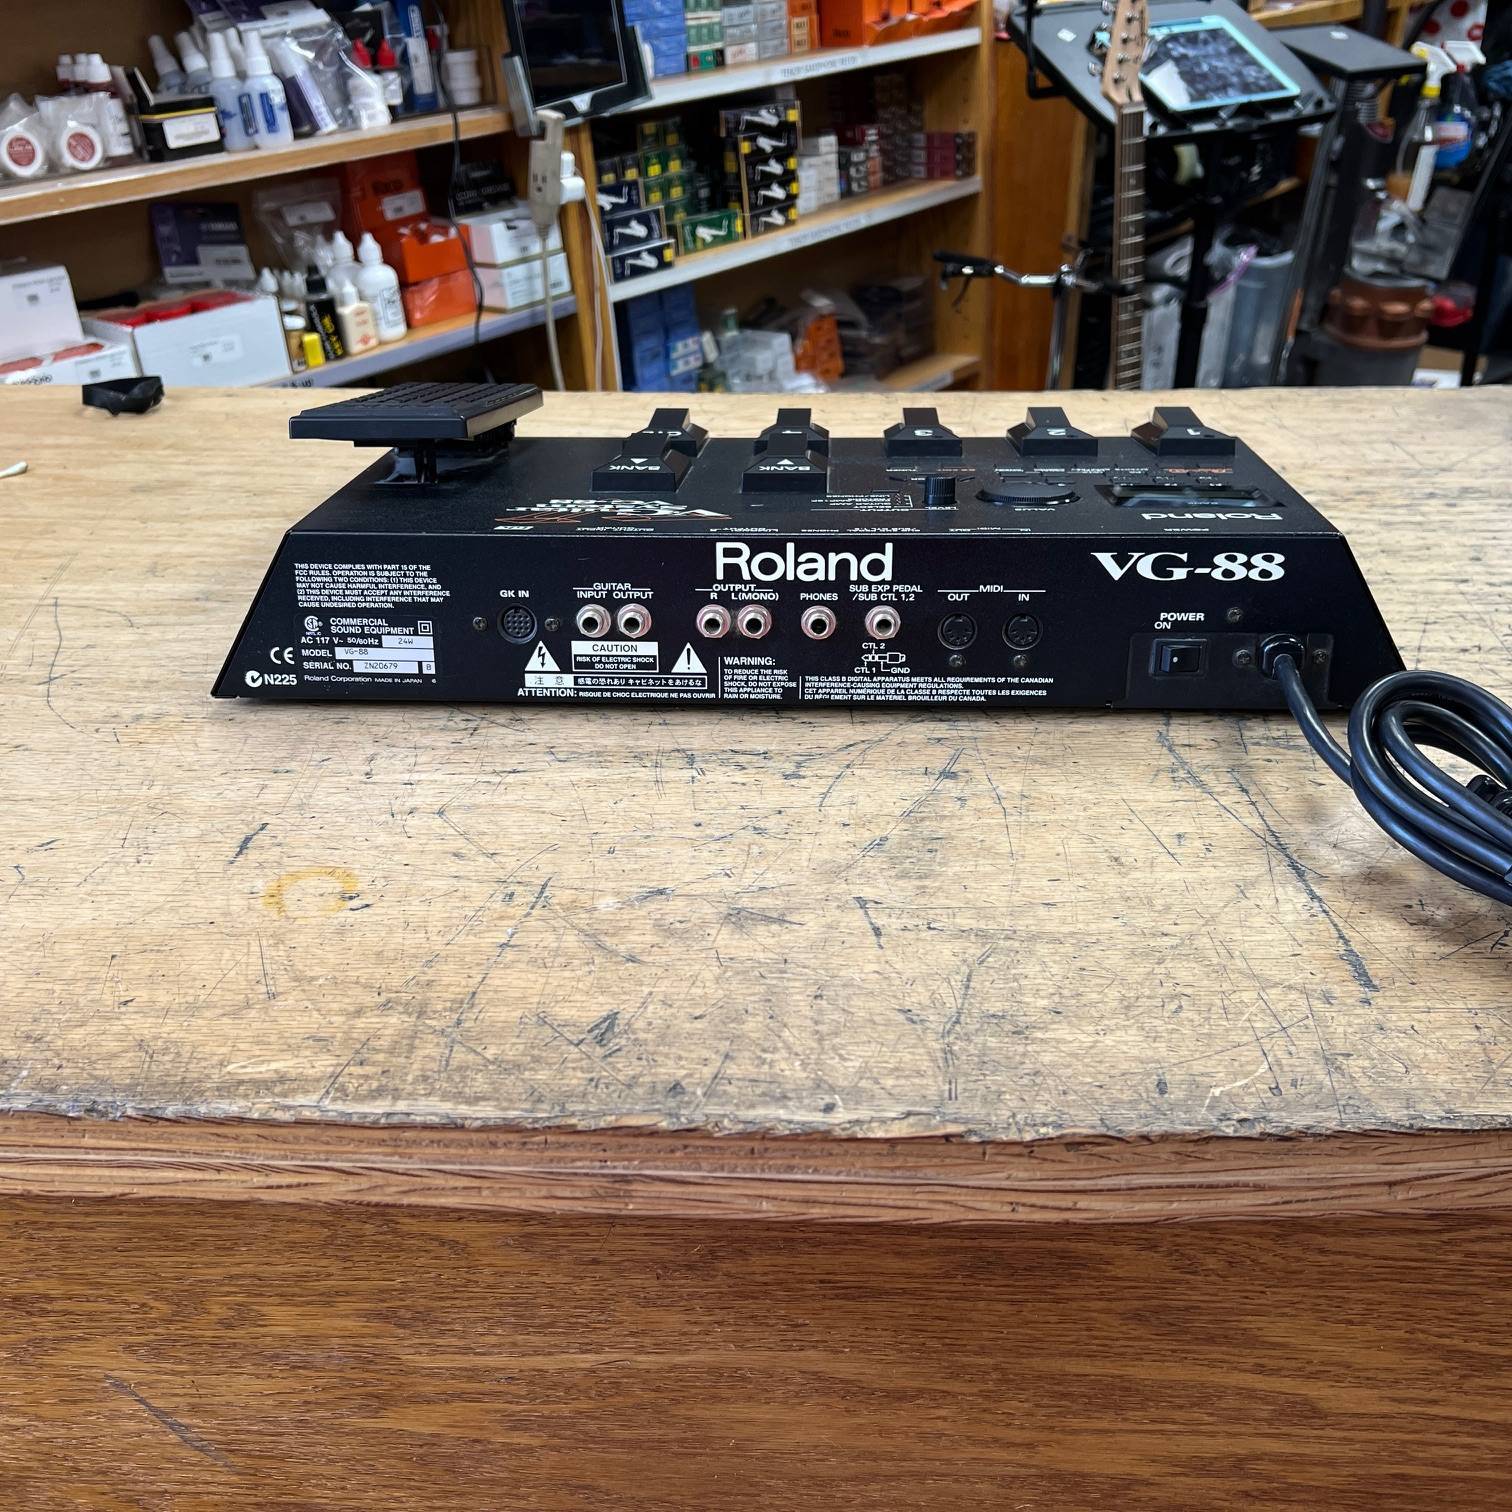 1
2
3
BANK
BANK
VALUE
LEVEL
OUTPUT
POWER
Roland
Roland
VG-88
THIS DEVICE COMPLIES WITH PART 15 OF THE
FCC RULES. OPERATION IS SUBJECT TO THE
FOLLOWING TWO CONDITIONS: (1) THIS DEVICE
MAY NOT CAUSE HARMFUL INTERFERENCE, AND
(2) THIS DEVICE MUST ACCEPT ANY INTERFERENCE
RECEIVED, INCLUDING INTERFERENCE THAT MAY
CAUSE UNDESIRED OPERATION.
COMMERCIAL
SOUND EQUIPMENT
AC 117 V~ 50/60Hz 24W
MODEL VG-88
SERIAL NO. ZN20679 B
CE
N225 Roland Corporation MADE IN JAPAN 6
GK IN
GUITAR
INPUT OUTPUT
OUTPUT
R L(MONO)
PHONES
SUB EXP PEDAL
/SUB CTL 1,2
CTL 2
CTL 1 GND
MIDI
OUT IN
POWER
ON
CAUTION
RISK OF ELECTRIC SHOCK
DO NOT OPEN
注 意 感電の恐れあり キャビネットをあけるな
ATTENTION: RISQUE DE CHOC ELECTRIQUE NE PAS OUVRIR
WARNING:
TO REDUCE THE RISK
OF FIRE OR ELECTRIC
SHOCK, DO NOT EXPOSE
THIS APPLIANCE TO
RAIN OR MOISTURE.
THIS CLASS B DIGITAL APPARATUS MEETS ALL REQUIREMENTS OF THE CANADIAN
INTERFERENCE-CAUSING EQUIPMENT REGULATIONS.
CET APPAREIL NUMÉRIQUE DE LA CLASSE B RESPECTE TOUTES LES EXIGENCES
DU RÈGLEMENT SUR LE MATERIEL BROUILLEUR DU CANADA.